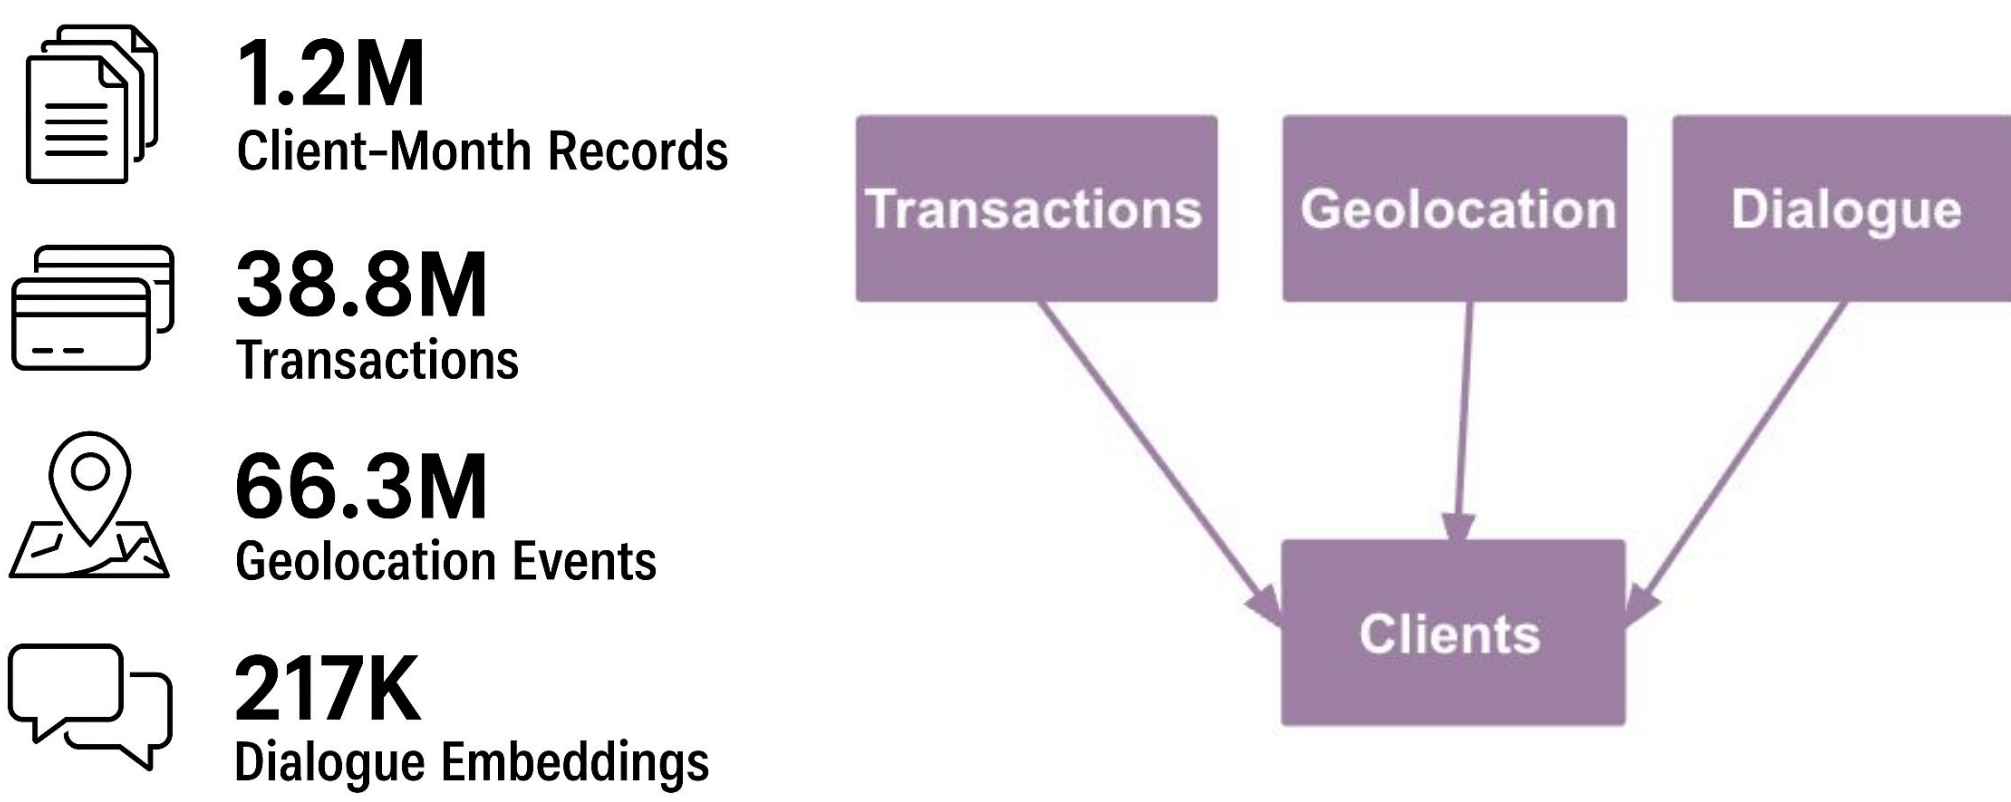 1.2M
Client-Month Records
38.8M
Transactions
66.3M
Geolocation Events
217K
Dialogue Embeddings
Transactions
Geolocation
Dialogue
Clients